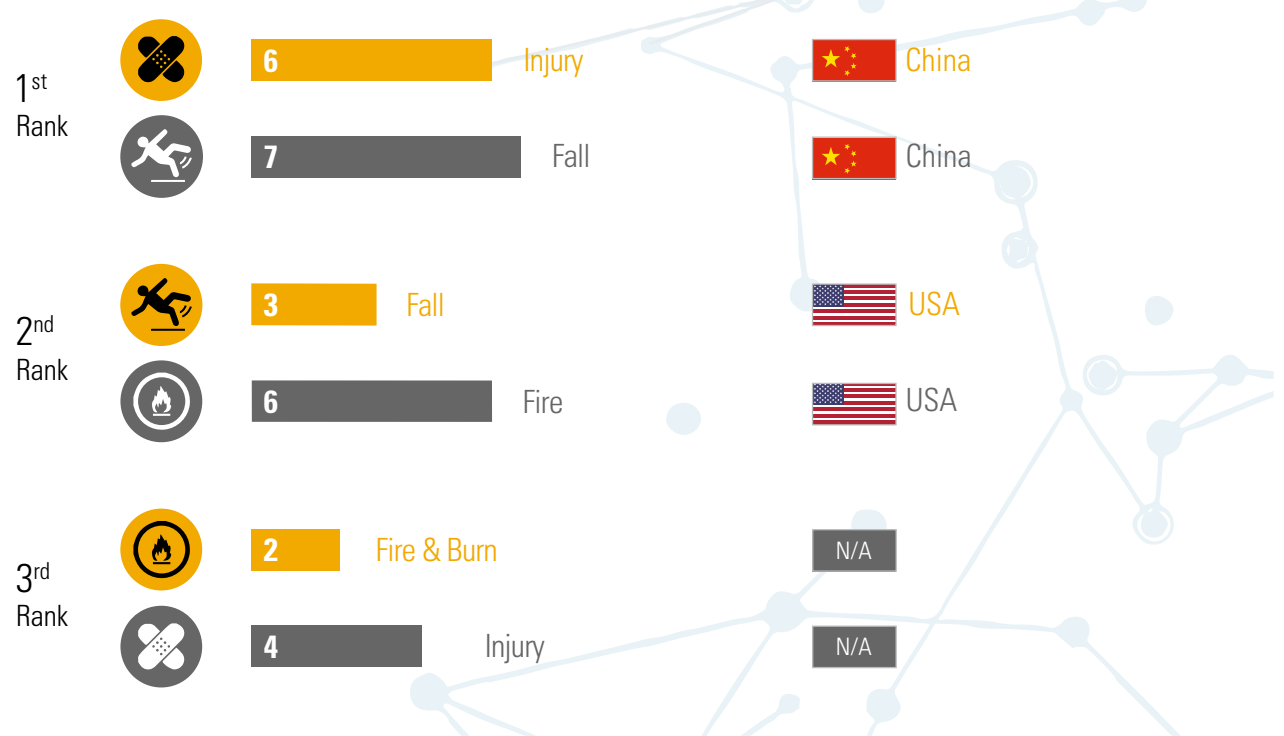 1st
Rank
6 Injury China
7 Fall China
2nd
Rank
3 Fall USA
6 Fire USA
3rd
Rank
2 Fire & Burn N/A
4 Injury N/A